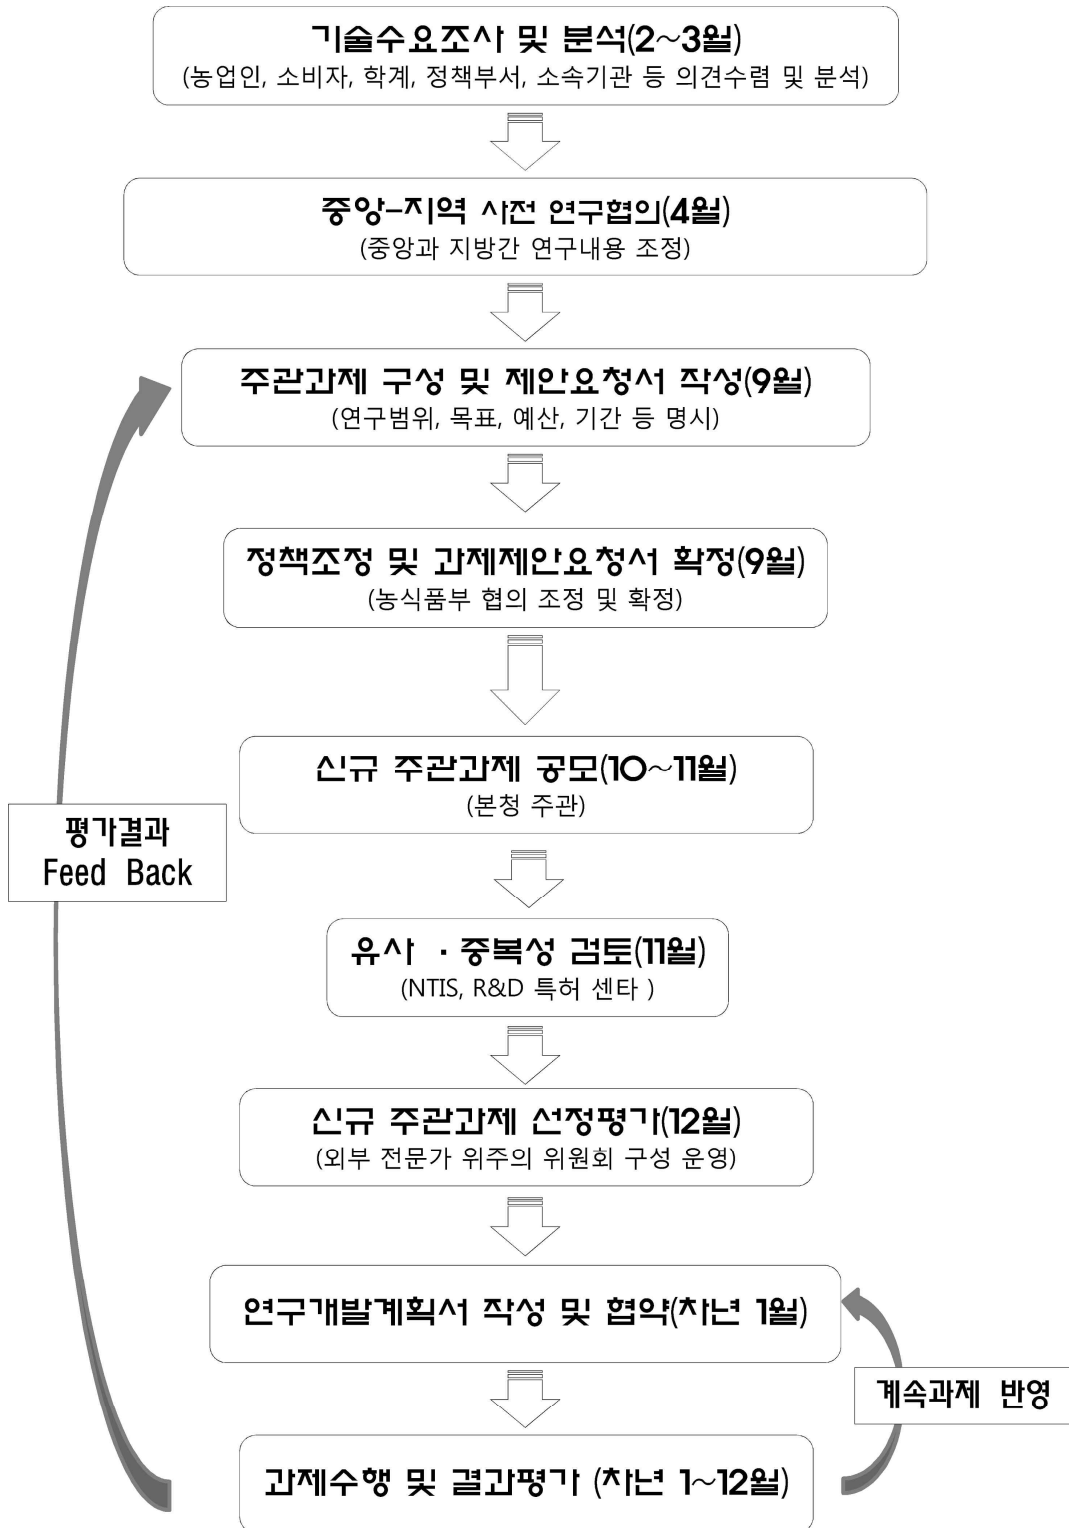 기술수요조사 및 분석(2～3월)
(농업인, 소비자, 학계, 정책부서, 소속기관 등 의견수렴 및 분석)
중앙-지역 사전 연구협의(4월)
(중앙과 지방간 연구내용 조정)
주관과제 구성 및 제안요청서 작성(9월)
(연구범위, 목표, 예산, 기간 등 명시)
정책조정 및 과제제안요청서 확정(9월)
(농식품부 협의 조정 및 확정)
신규 주관과제 공모(10～11월)
(본청 주관)
평가결과
Feed Back
유사 · 중복성 검토(11월)
(NTIS, R&D 특허 센타 )
신규 주관과제 선정평가(12월)
(외부 전문가 위주의 위원회 구성 운영)
연구개발계획서 작성 및 협약(차년 1월)
계속과제 반영
과제수행 및 결과평가 (차년 1～12월)